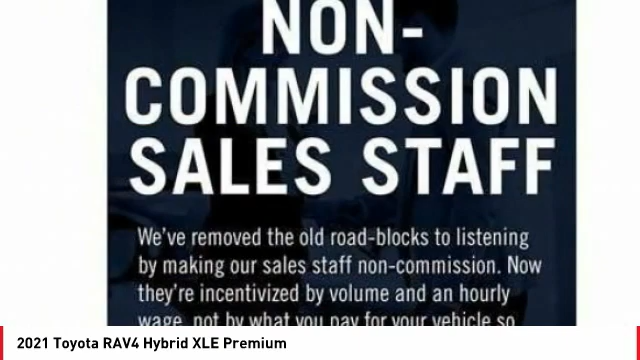 NON-
COMMISSION
SALES STAFF
We've removed the old road-blocks to listening
by making our sales staff non-commission. Now
they're incentivized by volume and an hourly
wage, not by what you pay for your vehicle so
2021 Toyota RAV4 Hybrid XLE Premium